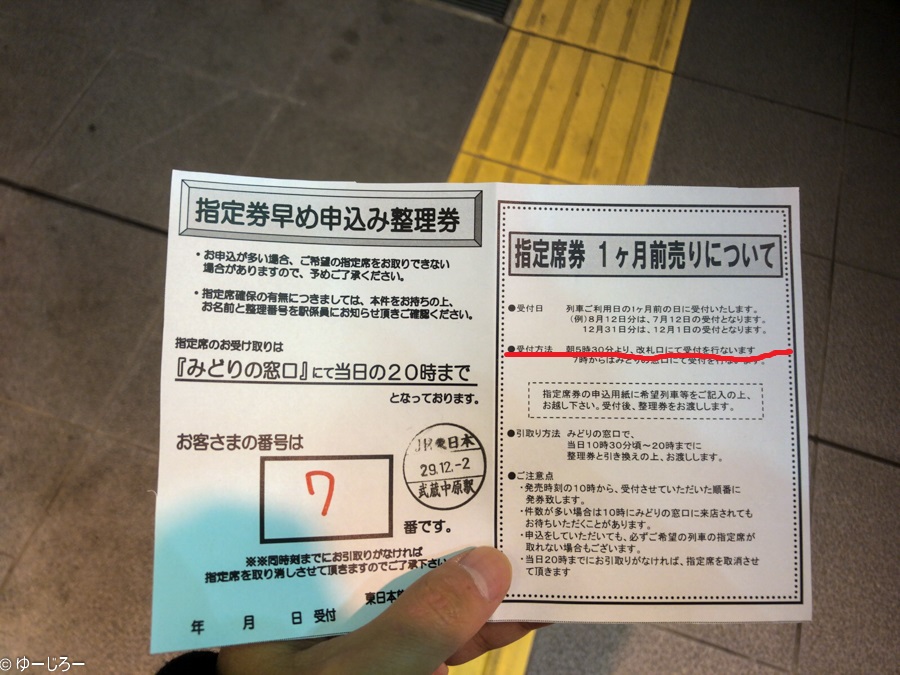 指定券早め申込み整理券
・お申込が多い場合、ご希望の指定席をお取りできない
場合がありますので、予めご了承ください。
・指定席確保の有無につきましては、本件をお持ちの上、
お名前と整理番号を駅係員にお知らせ頂きご確認ください。
指定席のお受け取りは
『みどりの窓口』にて当日の20時まで
となっております。
お客さまの番号は
7
番です。
JR東日本
29.12.-2
武蔵中原駅
※※同時刻までにお引取りがなければ
指定席を取り消しさせて頂きますのでご了承下さい
東日本
年 月 日 受付
指定席券 1ヶ月前売りについて
●受付日 列車ご利用日の1ヶ月前の日に受付いたします。
(例)8月12日分は、7月12日の受付となります。
12月31日分は、12月1日の受付となります。
●受付方法 朝5時30分より、改札口にて受付を行ないます
7時からはみどりの窓口にて受付を行ないます。
指定席券の申込用紙に希望列車等をご記入の上、
お越し下さい。受付後、整理券をお渡しします。
●引取り方法 みどりの窓口で、
当日10時30分頃~20時までに
整理券と引き換えの上、お渡しします。
●ご注意点
・発売時刻の10時から、受付させていただいた順番に
発券致します。
・件数が多い場合は10時にみどりの窓口に来店されても
お待ちいただくことがあります。
・申込をしていただいても、必ずご希望の列車の指定席が
取れない場合もございます。
・当日20時までにお引取りがなければ、指定席を取消させ
て頂きます
© ゆーじろー